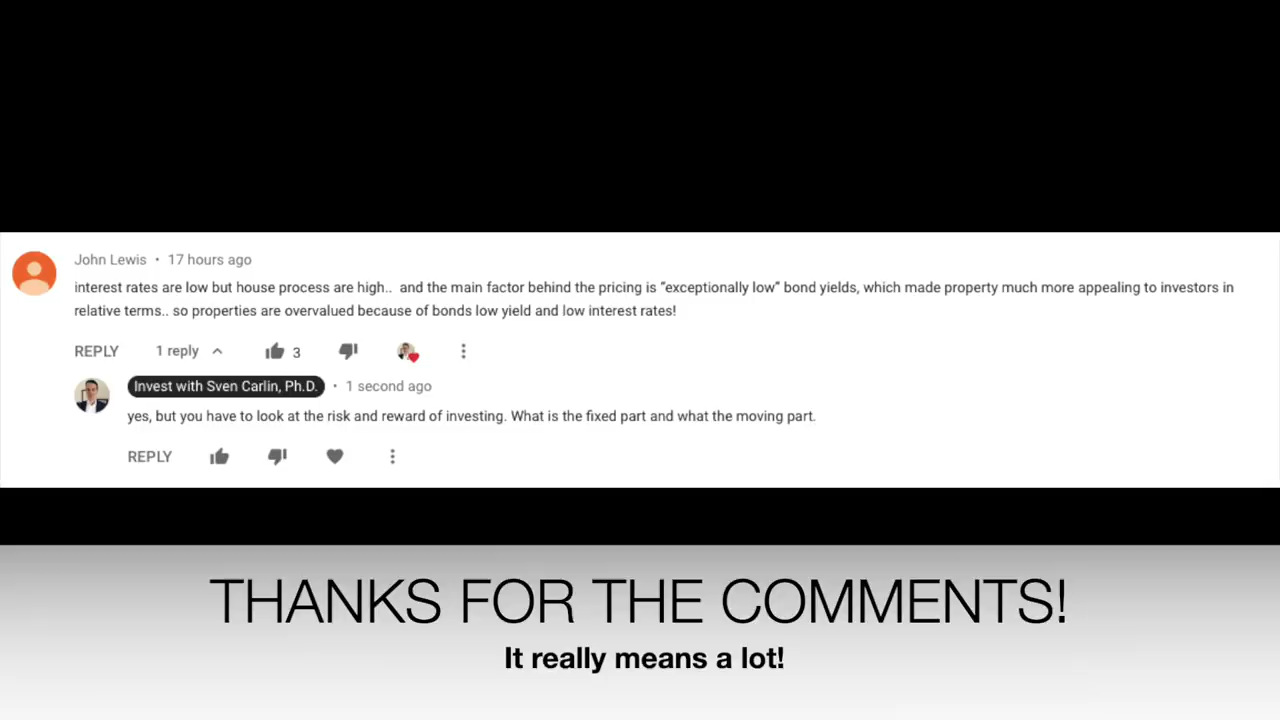 John Lewis • 17 hours ago
interest rates are low but house process are high.. and the main factor behind the pricing is “exceptionally low” bond yields, which made property much more appealing to investors in
relative terms.. so properties are overvalued because of bonds low yield and low interest rates!
REPLY 1 reply 3
Invest with Sven Carlin, Ph.D. • 1 second ago
yes, but you have to look at the risk and reward of investing. What is the fixed part and what the moving part.
REPLY
THANKS FOR THE COMMENTS!
It really means a lot!